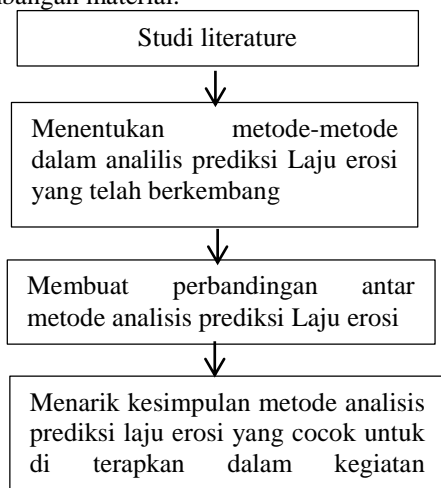 material.
Studi literature
Menentukan metode-metode
dalam analilis prediksi Laju erosi
yang telah berkembang
Membuat perbandingan antar
metode analisis prediksi Laju erosi
Menarik kesimpulan metode analisis
prediksi laju erosi yang cocok untuk
di terapkan dalam kegiatan